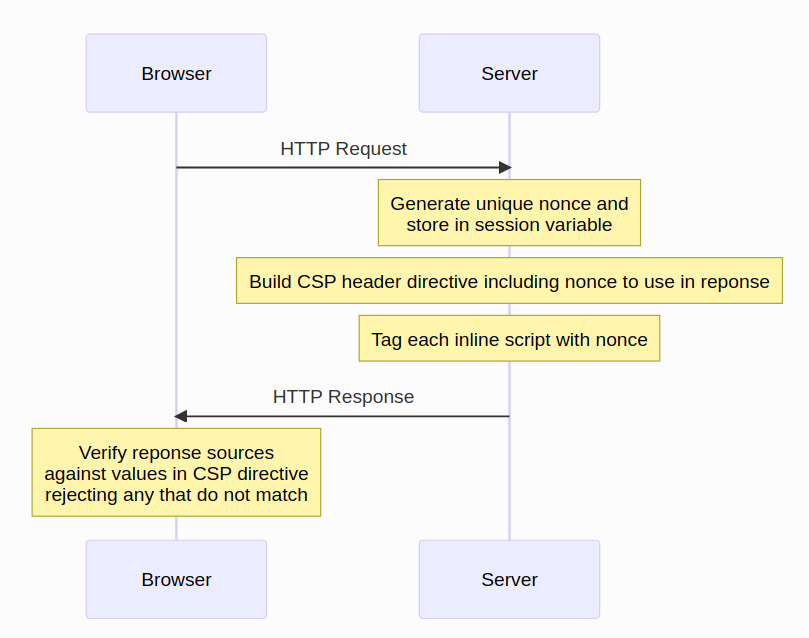 Browser
Server
HTTP Request
Generate unique nonce and
store in session variable
Build CSP header directive including nonce to use in reponse
Tag each inline script with nonce
HTTP Response
Verify reponse sources
against values in CSP directive
rejecting any that do not match
Browser
Server